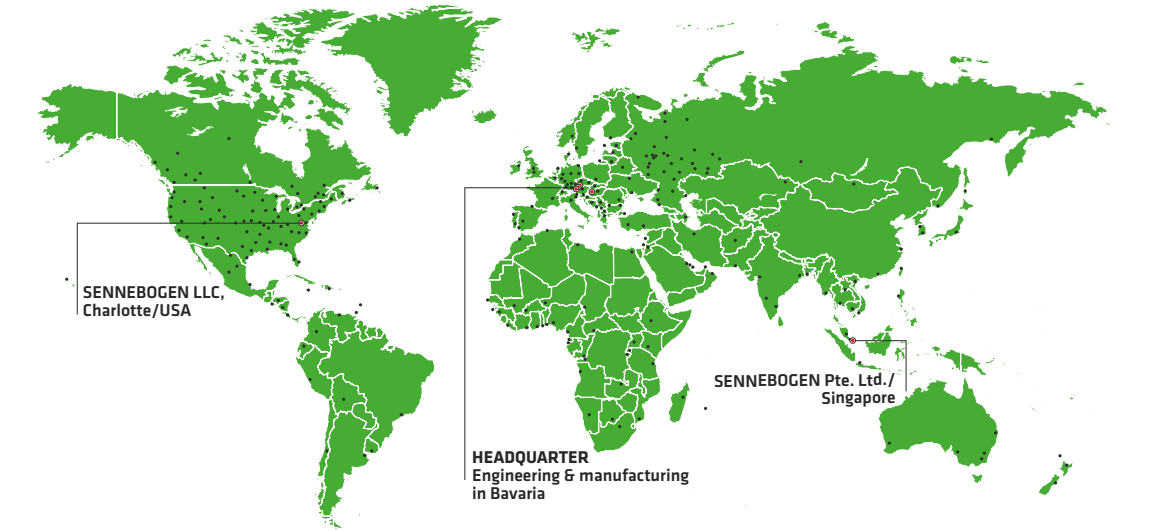 SENNEBOGEN LLC,
Charlotte/USA
SENNEBOGEN Pte. Ltd./
Singapore
HEADQUARTER
Engineering & manufacturing
in Bavaria